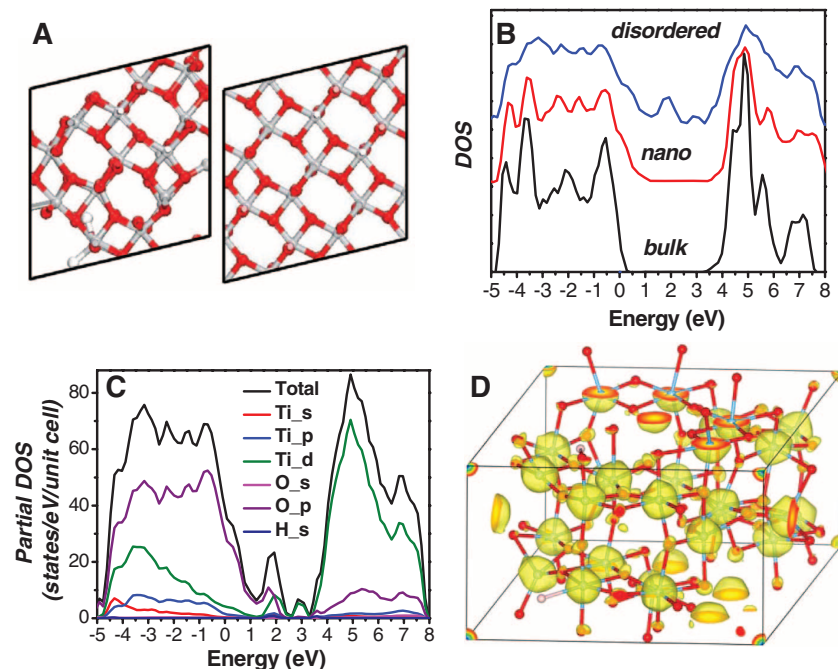 A
B
disordered
nano
bulk
DOS
-5 -4 -3 -2 -1 0 1 2 3 4 5 6 7 8
Energy (eV)
C
Total
Ti_s
Ti_p
Ti_d
O_s
O_p
H_s
80
60
40
20
0
Partial DOS
(states/eV/unit cell)
-5 -4 -3 -2 -1 0 1 2 3 4 5 6 7 8
Energy (eV)
D